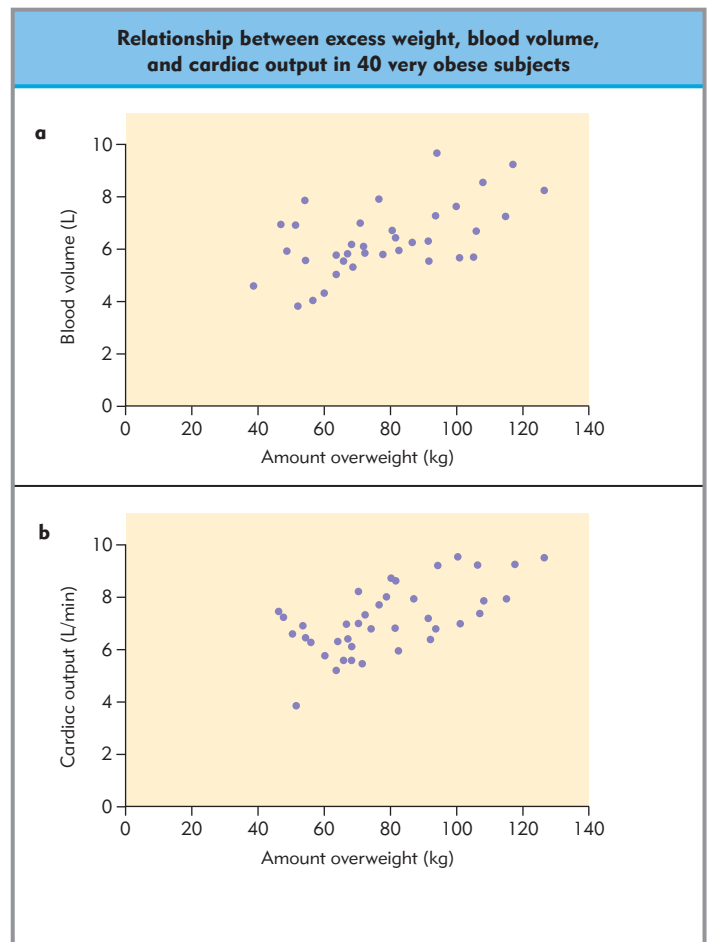 Relationship between excess weight, blood volume,
and cardiac output in 40 very obese subjects
a
Blood volume (L)
10
8
6
4
2
0
0 20 40 60 80 100 120 140
Amount overweight (kg)
b
Cardiac output (L/min)
10
8
6
4
2
0
0 20 40 60 80 100 120 140
Amount overweight (kg)